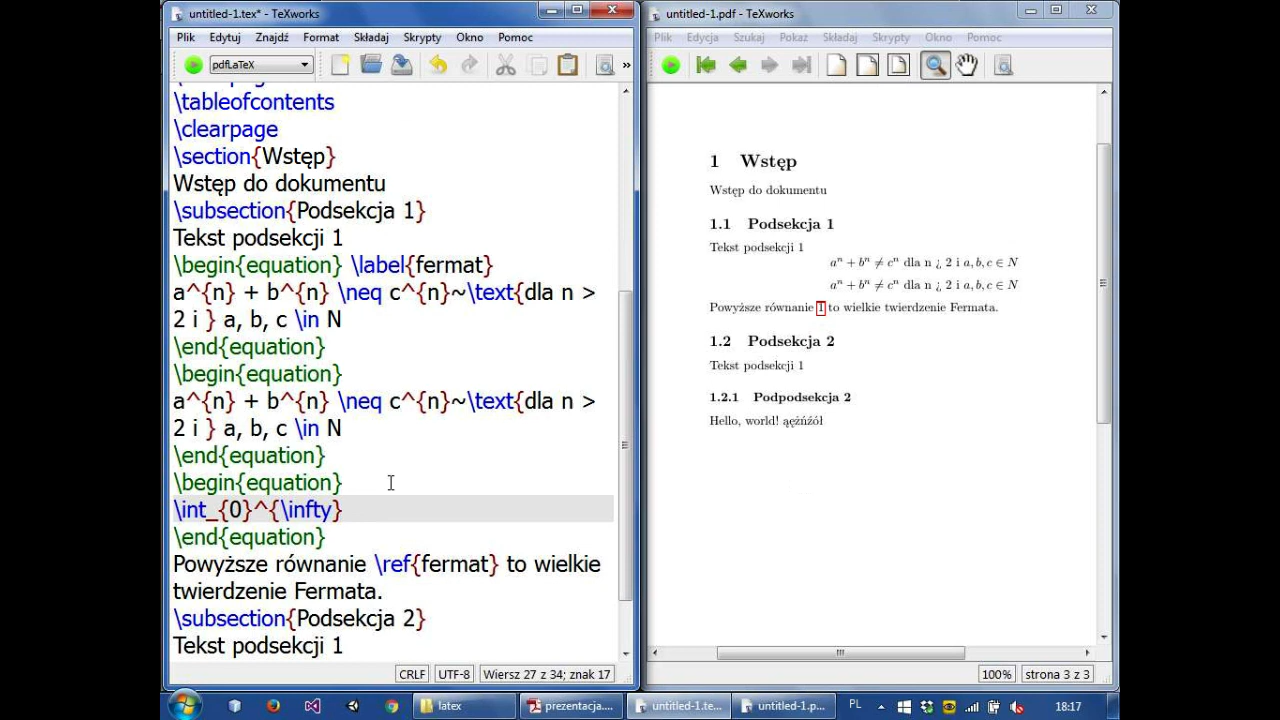 untitled-1.tex* - TeXworks
Plik Edytuj Znajdź Format Składaj Skrypty Okno Pomoc
pdfLaTeX
»
\tableofcontents
\clearpage
\section{Wstęp}
Wstęp do dokumentu
\subsection{Podsekcja 1}
Tekst podsekcji 1
\begin{equation} \label{fermat}
a^{n} + b^{n} \neq c^{n}~\text{dla n >
2 i } a, b, c \in N
\end{equation}
\begin{equation}
a^{n} + b^{n} \neq c^{n}~\text{dla n >
2 i } a, b, c \in N
\end{equation}
\begin{equation}
\int_{0}^{\infty}
\end{equation}
Powyższe równanie \ref{fermat} to wielkie
twierdzenie Fermata.
\subsection{Podsekcja 2}
Tekst podsekcji 1
CRLF UTF-8 Wiersz 27 z 34; znak 17
untitled-1.pdf - TeXworks
Plik Edycja Szukaj Pokaż Składaj Skrypty Okno Pomoc
1 Wstęp
Wstęp do dokumentu
1.1 Podsekcja 1
Tekst podsekcji 1
aⁿ + bⁿ ≠ cⁿ dla n ¿ 2 i a, b, c ∈ N
aⁿ + bⁿ ≠ cⁿ dla n ¿ 2 i a, b, c ∈ N
Powyższe równanie 1 to wielkie twierdzenie Fermata.
1.2 Podsekcja 2
Tekst podsekcji 1
1.2.1 Podpodsekcja 2
Hello, world! ąęźńżół
100% strona 3 z 3
latex prezentacja.... untitled-1.te... untitled-1.p... PL 18:17